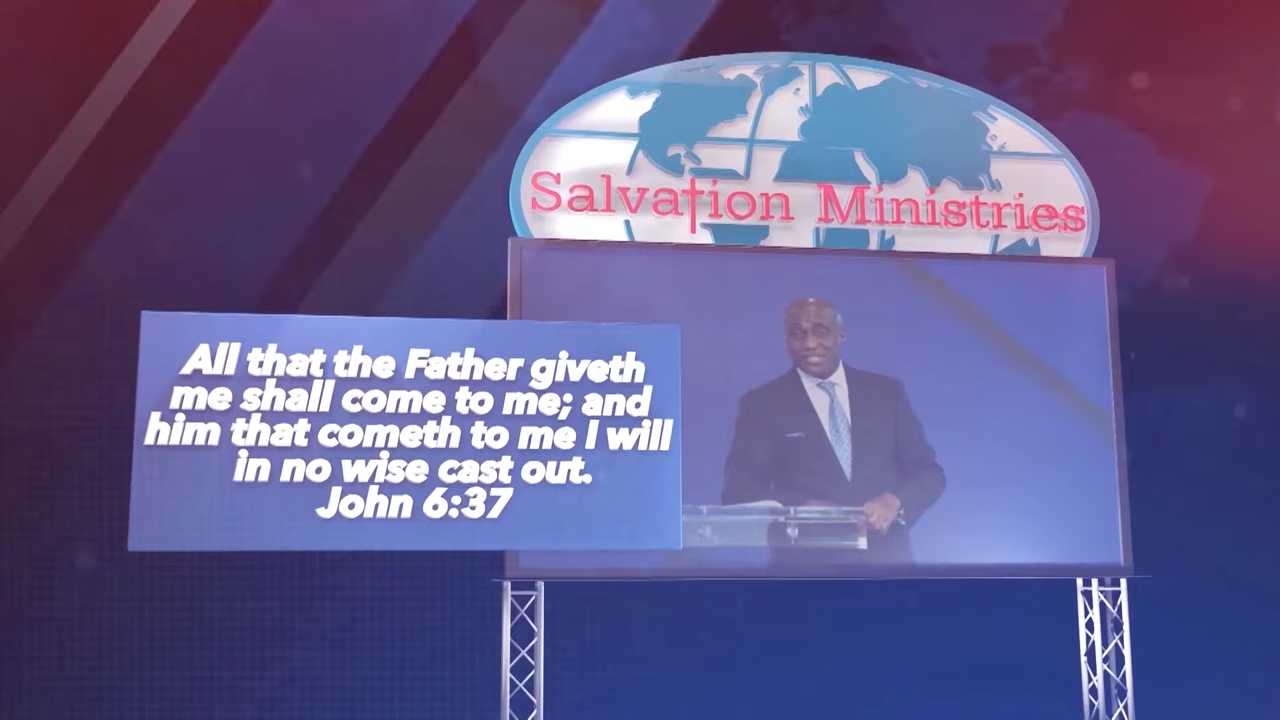 Salvation Ministries
All that the Father giveth
me shall come to me; and
him that cometh to me I will
in no wise cast out.
John 6:37